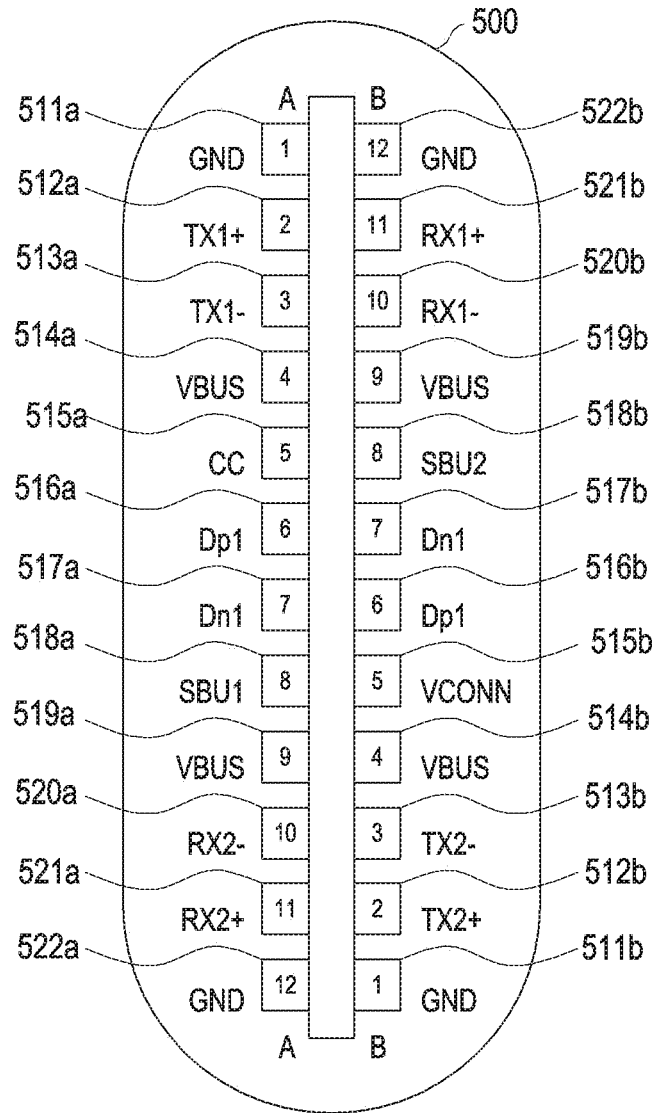 500
A B
511a 1 12 522b
GND GND
512a 2 11 521b
TX1+ RX1+
513a 3 10 520b
TX1- RX1-
514a 4 9 519b
VBUS VBUS
515a 5 8 518b
CC SBU2
516a 6 7 517b
Dp1 Dn1
517a 7 6 516b
Dn1 Dp1
518a 8 5 515b
SBU1 VCONN
519a 9 4 514b
VBUS VBUS
520a 10 3 513b
RX2- TX2-
521a 11 2 512b
RX2+ TX2+
522a 12 1 511b
GND GND
A B